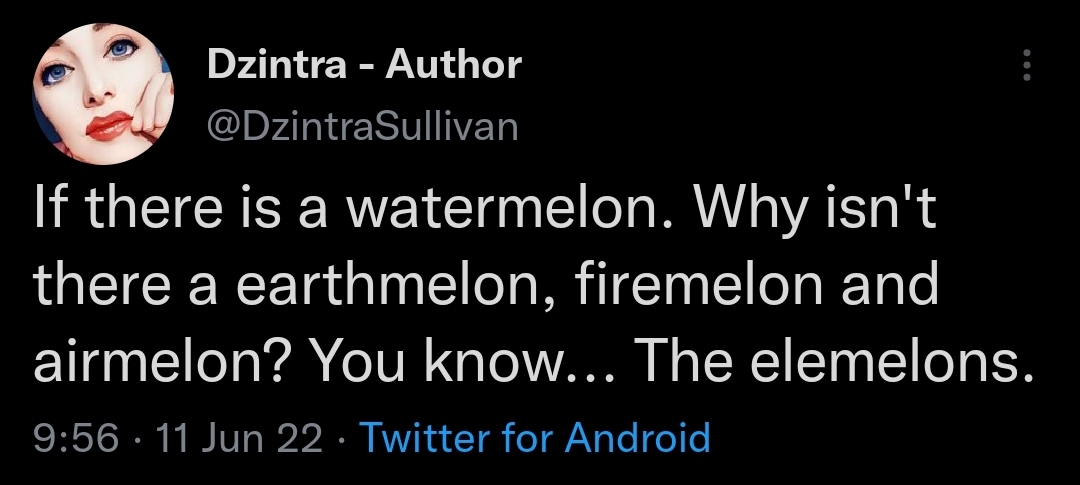 Dzintra - Author
@DzintraSullivan
If there is a watermelon. Why isn't
there a earthmelon, firemelon and
airmelon? You know... The elemelons.
9:56 · 11 Jun 22 · Twitter for Android